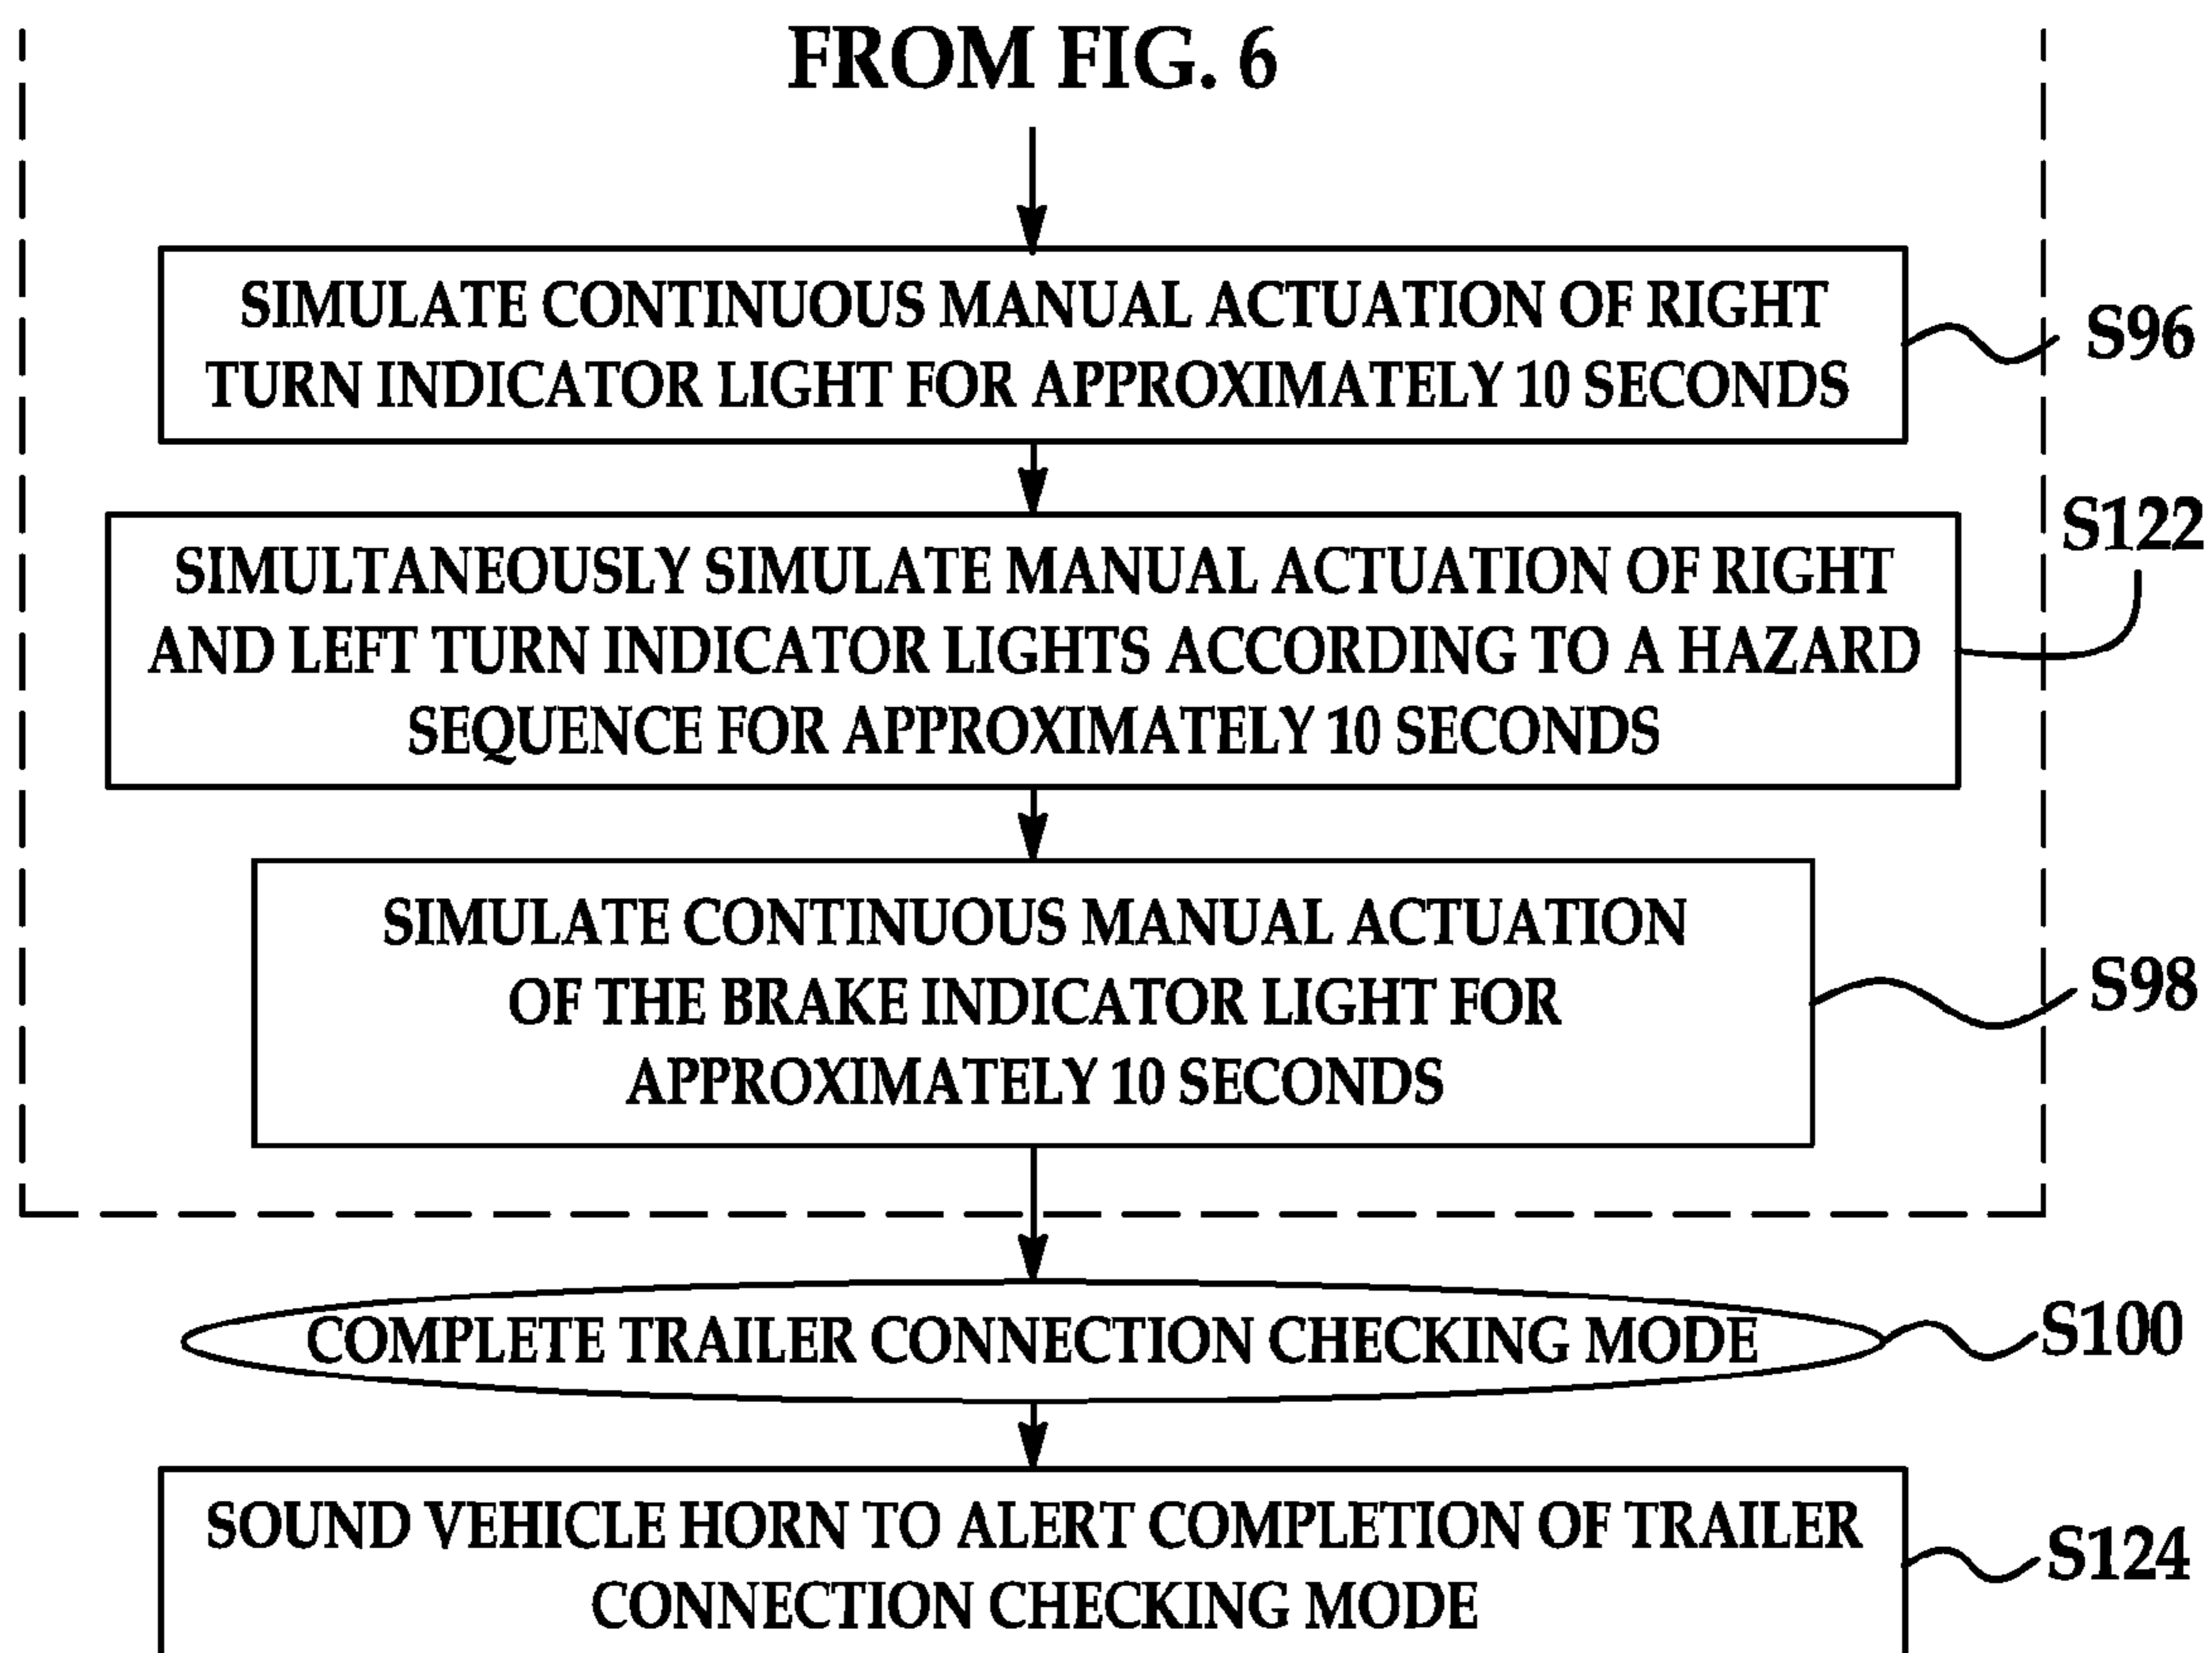 FROM FIG. 6
SIMULATE CONTINUOUS MANUAL ACTUATION OF RIGHT
TURN INDICATOR LIGHT FOR APPROXIMATELY 10 SECONDS
S96
SIMULTANEOUSLY SIMULATE MANUAL ACTUATION OF RIGHT
AND LEFT TURN INDICATOR LIGHTS ACCORDING TO A HAZARD
SEQUENCE FOR APPROXIMATELY 10 SECONDS
S122
SIMULATE CONTINUOUS MANUAL ACTUATION
OF THE BRAKE INDICATOR LIGHT FOR
APPROXIMATELY 10 SECONDS
S98
COMPLETE TRAILER CONNECTION CHECKING MODE
S100
SOUND VEHICLE HORN TO ALERT COMPLETION OF TRAILER
CONNECTION CHECKING MODE
S124